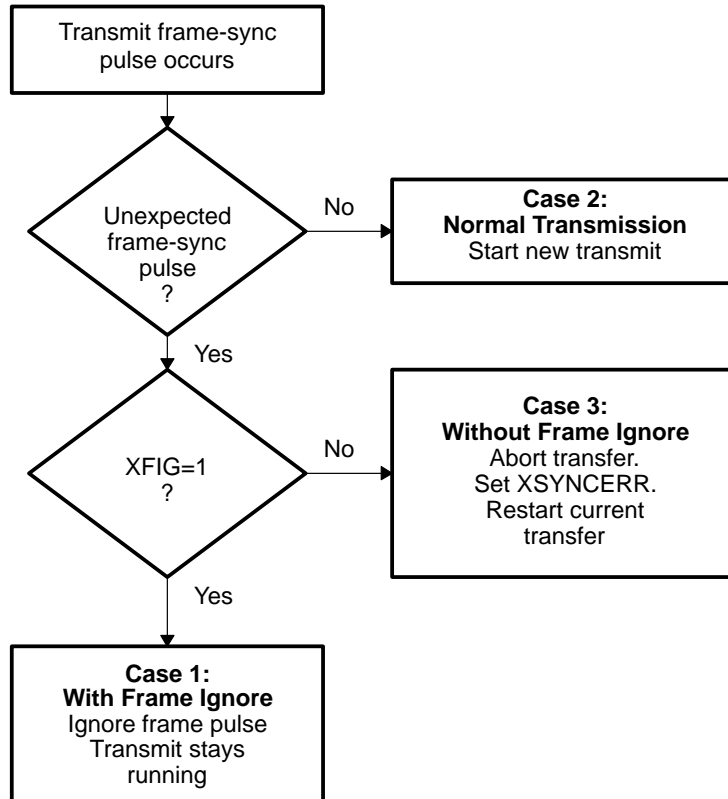 Transmit frame-sync
pulse occurs
Unexpected
frame-sync
pulse
?
No
Case 2:
Normal Transmission
Start new transmit
Yes
XFIG=1
?
No
Case 3:
Without Frame Ignore
Abort transfer.
Set XSYNCERR.
Restart current
transfer
Yes
Case 1:
With Frame Ignore
Ignore frame pulse
Transmit stays
running